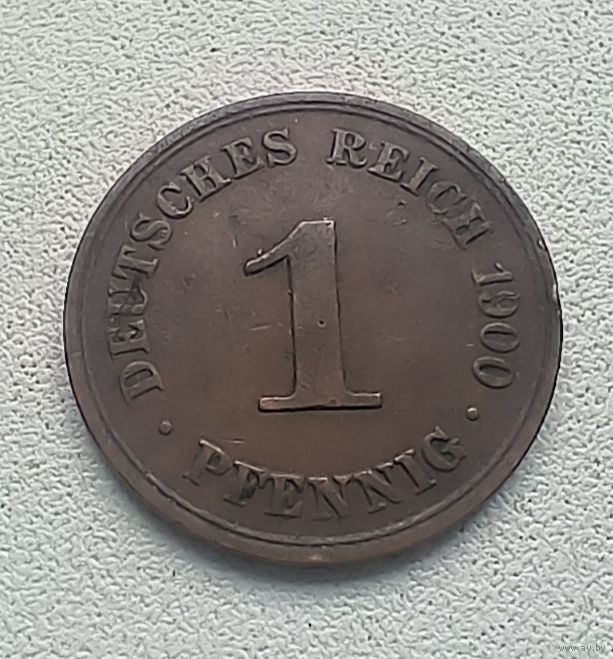 DEUTSCHES REICH 1900
1
· PFENNIG ·
www.ay.by